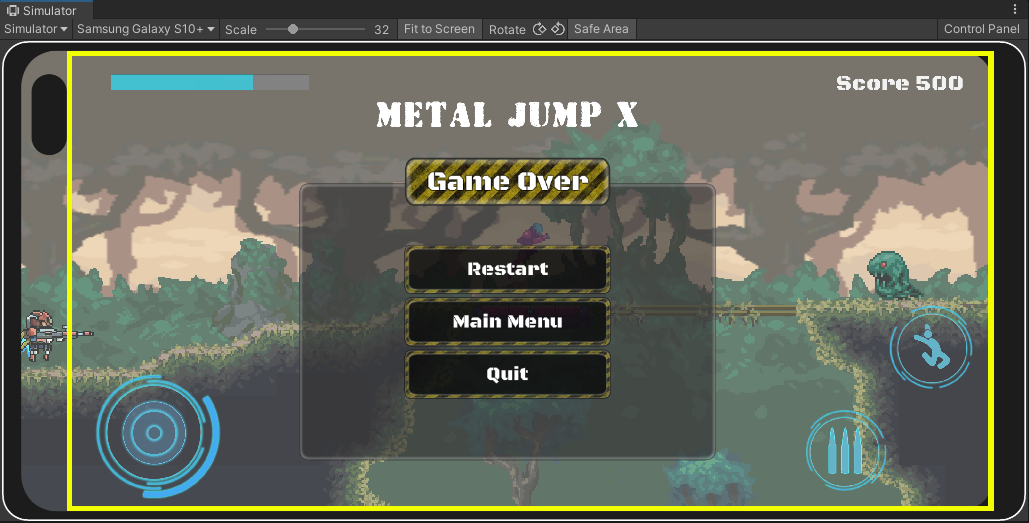 Simulator
Simulator Samsung Galaxy S10+ Scale 32 Fit to Screen Rotate Safe Area Control Panel
Score 500
METAL JUMP X
Game Over
Restart
Main Menu
Quit